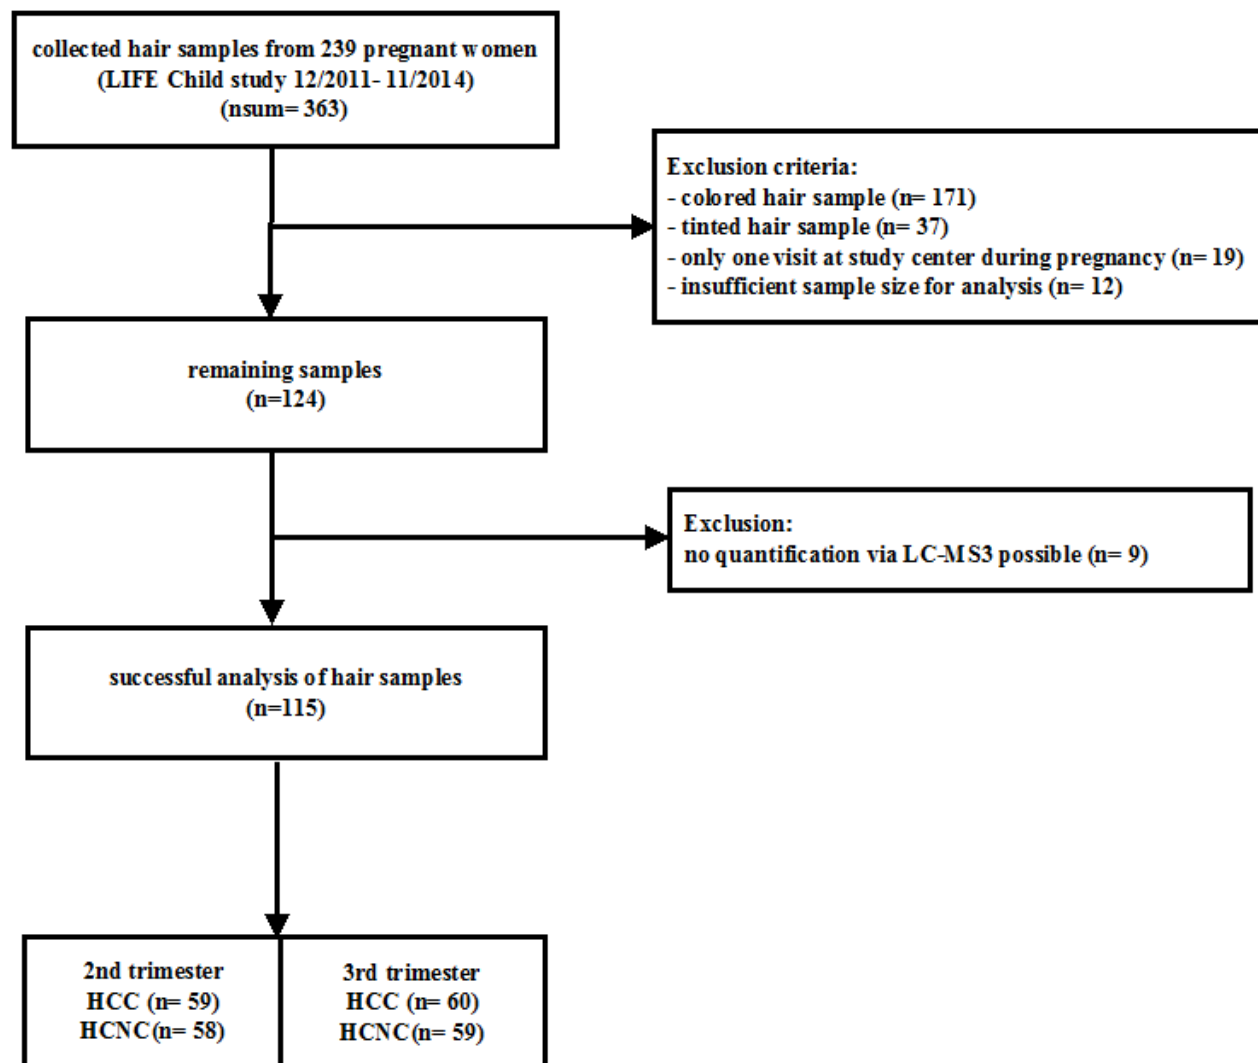 collected hair samples from 239 pregnant women
(LIFE Child study 12/2011- 11/2014)
(nsum= 363)
Exclusion criteria:
- colored hair sample (n= 171)
- tinted hair sample (n= 37)
- only one visit at study center during pregnancy (n= 19)
- insufficient sample size for analysis (n= 12)
remaining samples
(n=124)
Exclusion:
no quantification via LC-MS3 possible (n= 9)
successful analysis of hair samples
(n=115)
2nd trimester
HCC (n= 59)
HCNC(n= 58)
3rd trimester
HCC (n= 60)
HCNC(n= 59)